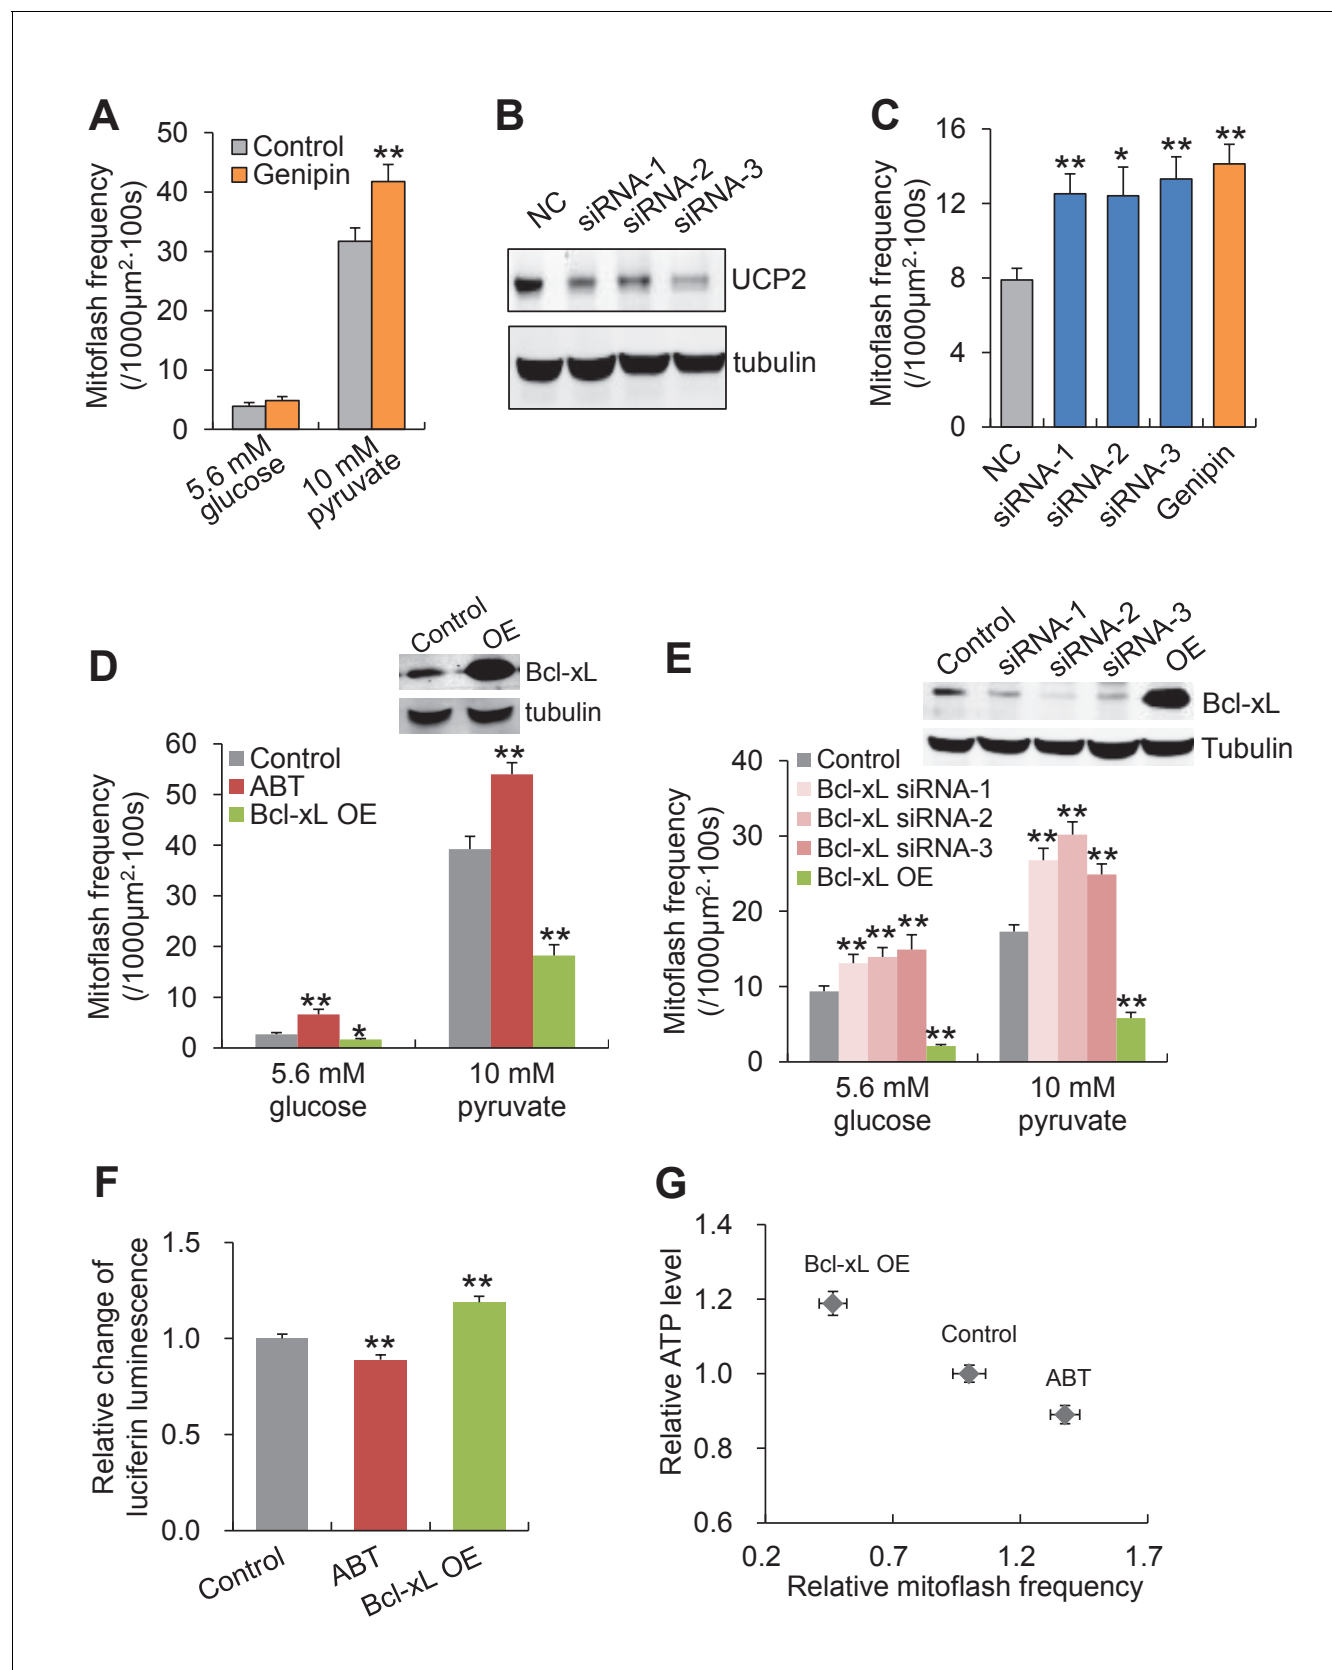 A
Mitoflash frequency
(/1000µm²·100s)
50
40
30
20
10
0
Control
Genipin
**
5.6 mM
glucose
10 mM
pyruvate
B
NC
siRNA-1
siRNA-2
siRNA-3
UCP2
tubulin
C
Mitoflash frequency
(/1000µm²·100s)
16
12
8
4
0
**
*
**
**
NC
siRNA-1
siRNA-2
siRNA-3
Genipin
D
Control
OE
Bcl-xL
tubulin
Mitoflash frequency
(/1000µm²·100s)
60
50
40
30
20
10
0
Control
ABT
Bcl-xL OE
**
*
**
**
5.6 mM
glucose
10 mM
pyruvate
E
Control
siRNA-1
siRNA-2
siRNA-3
OE
Bcl-xL
Tubulin
Mitoflash frequency
(/1000µm²·100s)
40
30
20
10
0
Control
Bcl-xL siRNA-1
Bcl-xL siRNA-2
Bcl-xL siRNA-3
Bcl-xL OE
**
**
**
**
**
**
**
**
5.6 mM
glucose
10 mM
pyruvate
F
Relative change of
luciferin luminescence
1.5
1.0
0.5
0.0
**
**
Control
ABT
Bcl-xL OE
G
Relative ATP level
1.4
1.2
1.0
0.8
0.6
Bcl-xL OE
Control
ABT
0.2
0.7
1.2
1.7
Relative mitoflash frequency